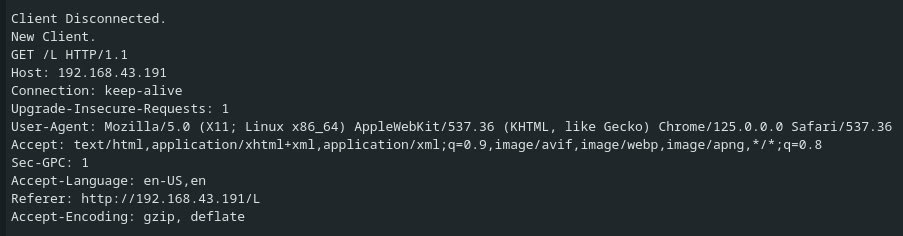 Client Disconnected.
New Client.
GET /L HTTP/1.1
Host: 192.168.43.191
Connection: keep-alive
Upgrade-Insecure-Requests: 1
User-Agent: Mozilla/5.0 (X11; Linux x86_64) AppleWebKit/537.36 (KHTML, like Gecko) Chrome/125.0.0.0 Safari/537.36
Accept: text/html,application/xhtml+xml,application/xml;q=0.9,image/avif,image/webp,image/apng,*/*;q=0.8
Sec-GPC: 1
Accept-Language: en-US,en
Referer: http://192.168.43.191/L
Accept-Encoding: gzip, deflate